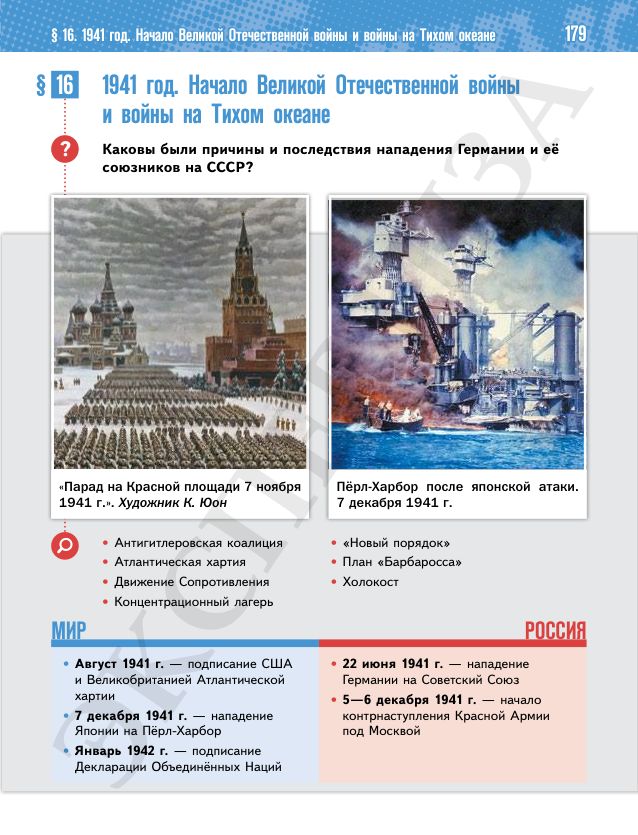 § 16. 1941 год. Начало Великой Отечественной войны и войны на Тихом океане
179
§ 16
1941 год. Начало Великой Отечественной войны
и войны на Тихом океане
?
Каковы были причины и последствия нападения Германии и её
союзников на СССР?
«Парад на Красной площади 7 ноября
1941 г.». Художник К. Юон
Пёрл-Харбор после японской атаки.
7 декабря 1941 г.
• Антигитлеровская коалиция
• Атлантическая хартия
• Движение Сопротивления
• Концентрационный лагерь
• «Новый порядок»
• План «Барбаросса»
• Холокост
МИР
• Август 1941 г. — подписание США
и Великобританией Атлантической
хартии
• 7 декабря 1941 г. — нападение
Японии на Пёрл-Харбор
• Январь 1942 г. — подписание
Декларации Объединённых Наций
РОССИЯ
• 22 июня 1941 г. — нападение
Германии на Советский Союз
• 5—6 декабря 1941 г. — начало
контрнаступления Красной Армии
под Москвой
ЭКСПЕРТИЗА